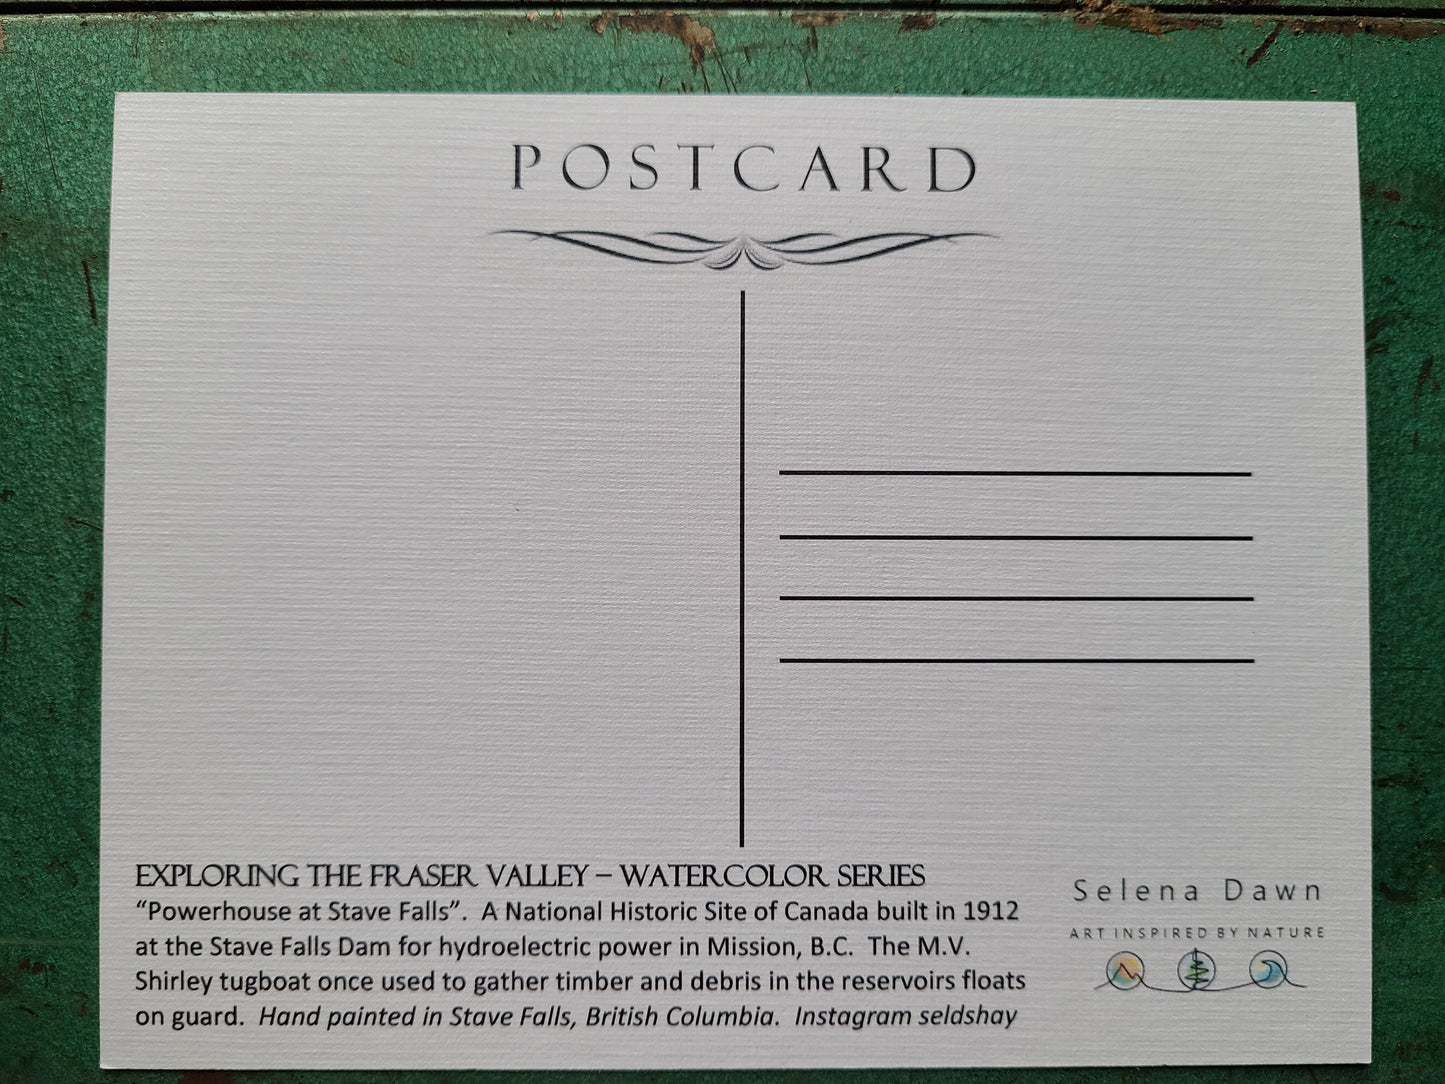 POSTCARD
EXPLORING THE FRASER VALLEY – WATERCOLOR SERIES
“Powerhouse at Stave Falls”.  A National Historic Site of Canada built in 1912
at the Stave Falls Dam for hydroelectric power in Mission, B.C.  The M.V.
Shirley tugboat once used to gather timber and debris in the reservoirs floats
on guard.  Hand painted in Stave Falls, British Columbia.  Instagram seldshay
Selena Dawn
ART INSPIRED BY NATURE